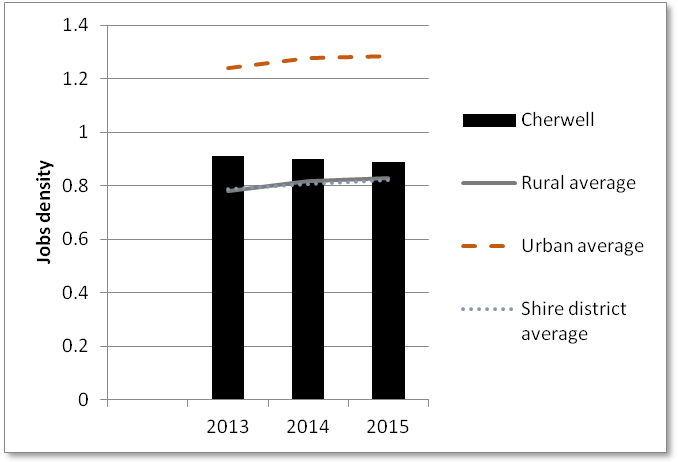 1.4
1.2
1
0.8
0.6
0.4
0.2
0
Jobs density
2013 2014 2015
Cherwell
Rural average
Urban average
Shire district
average